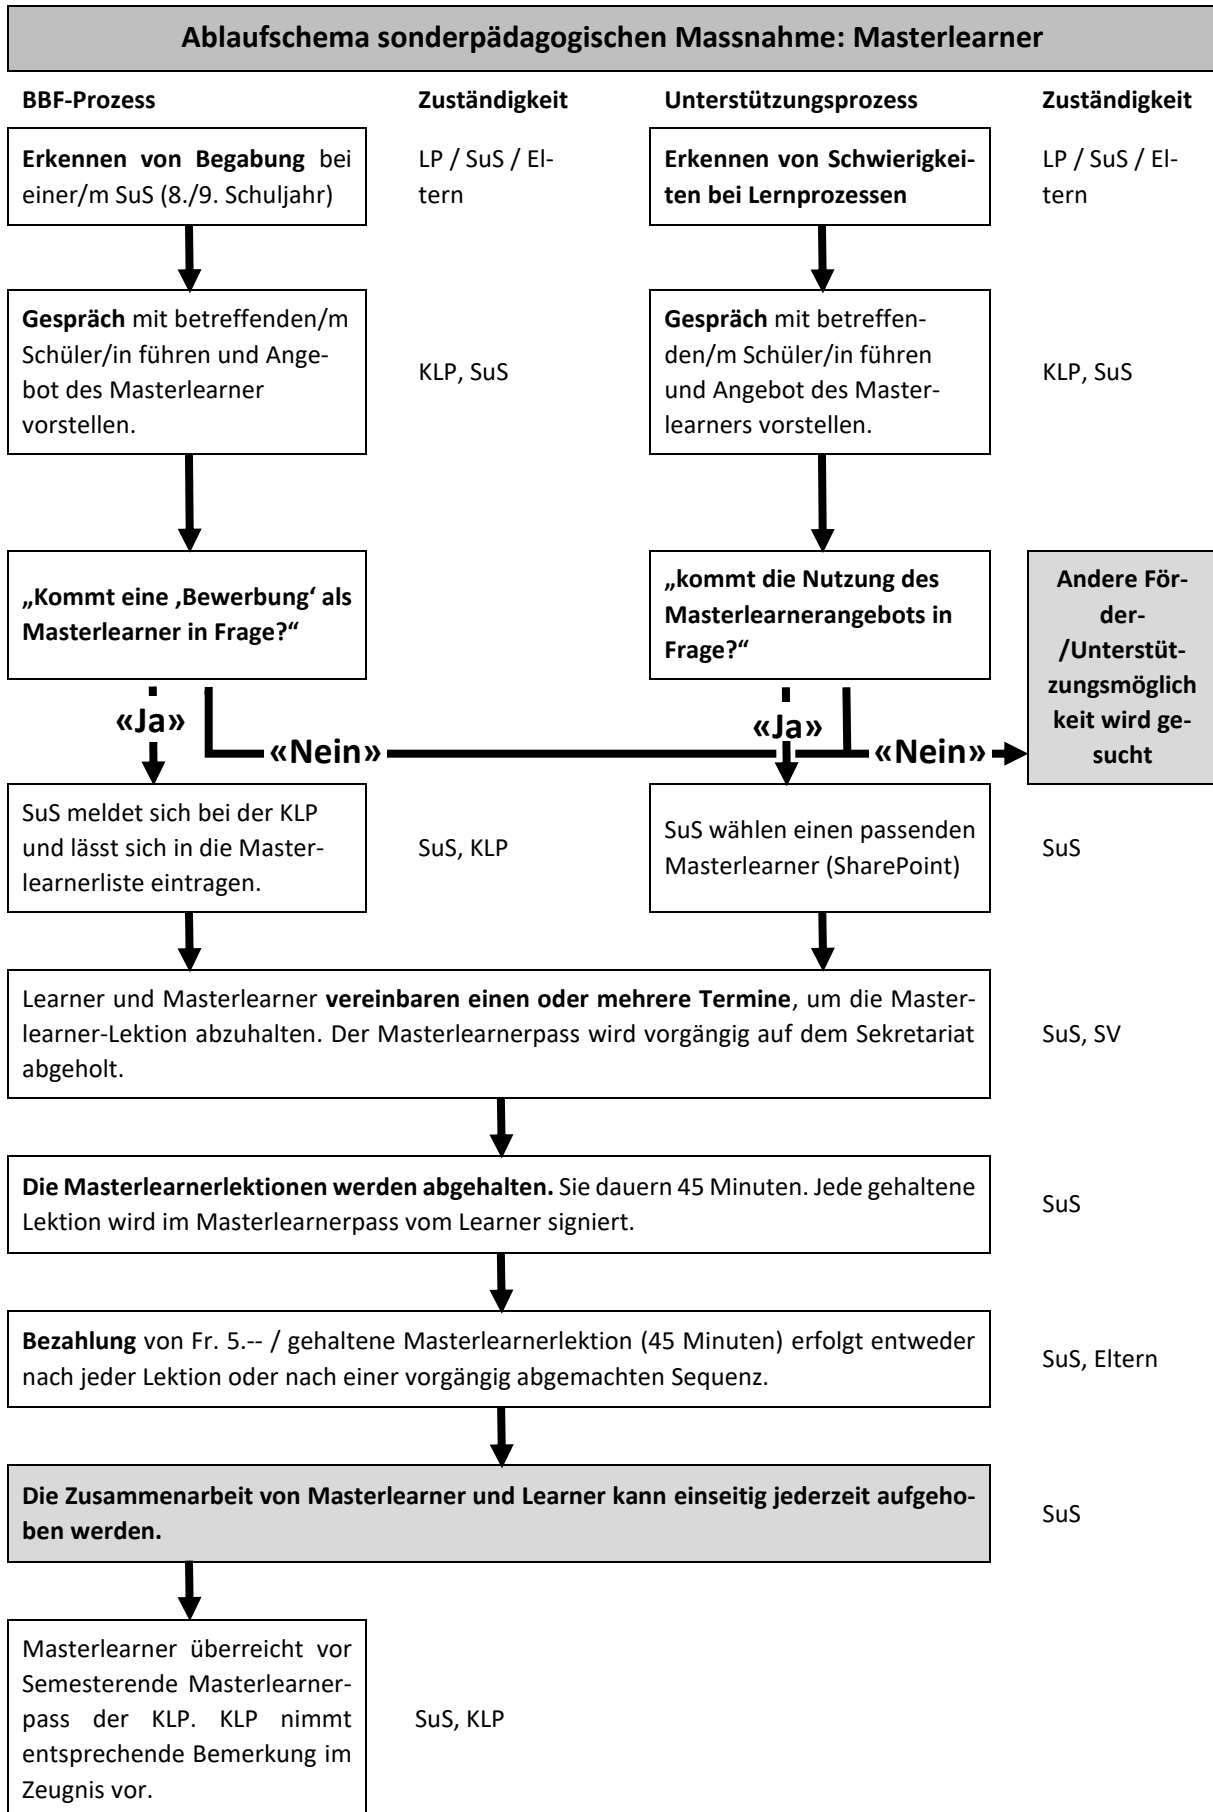 Ablaufschema sonderpädagogischen Massnahme: Masterlearner
BBF-Prozess
Zuständigkeit
Unterstützungsprozess
Zuständigkeit
Erkennen von Begabung bei
einer/m SuS (8./9. Schuljahr)
LP / SuS / El-
tern
Erkennen von Schwierigkei-
ten bei Lernprozessen
LP / SuS / El-
tern
Gespräch mit betreffenden/m
Schüler/in führen und Ange-
bot des Masterlearner
vorstellen.
KLP, SuS
Gespräch mit betreffen-
den/m Schüler/in führen
und Angebot des Master-
learners vorstellen.
KLP, SuS
„Kommt eine ‚Bewerbung‘ als
Masterlearner in Frage?“
„kommt die Nutzung des
Masterlearnerangebots in
Frage?“
Andere För-
der-
/Unterstüt-
zungsmöglich
keit wird ge-
sucht
«Ja»
«Nein»
«Ja»
«Nein»
SuS meldet sich bei der KLP
und lässt sich in die Master-
learnerliste eintragen.
SuS, KLP
SuS wählen einen passenden
Masterlearner (SharePoint)
SuS
Learner und Masterlearner vereinbaren einen oder mehrere Termine, um die Master-
learner-Lektion abzuhalten. Der Masterlearnerpass wird vorgängig auf dem Sekretariat
abgeholt.
SuS, SV
Die Masterlearnerlektionen werden abgehalten. Sie dauern 45 Minuten. Jede gehaltene
Lektion wird im Masterlearnerpass vom Learner signiert.
SuS
Bezahlung von Fr. 5.-- / gehaltene Masterlearnerlektion (45 Minuten) erfolgt entweder
nach jeder Lektion oder nach einer vorgängig abgemachten Sequenz.
SuS, Eltern
Die Zusammenarbeit von Masterlearner und Learner kann einseitig jederzeit aufgeho-
ben werden.
SuS
Masterlearner überreicht vor
Semesterende Masterlearner-
pass der KLP. KLP nimmt
entsprechende Bemerkung im
Zeugnis vor.
SuS, KLP